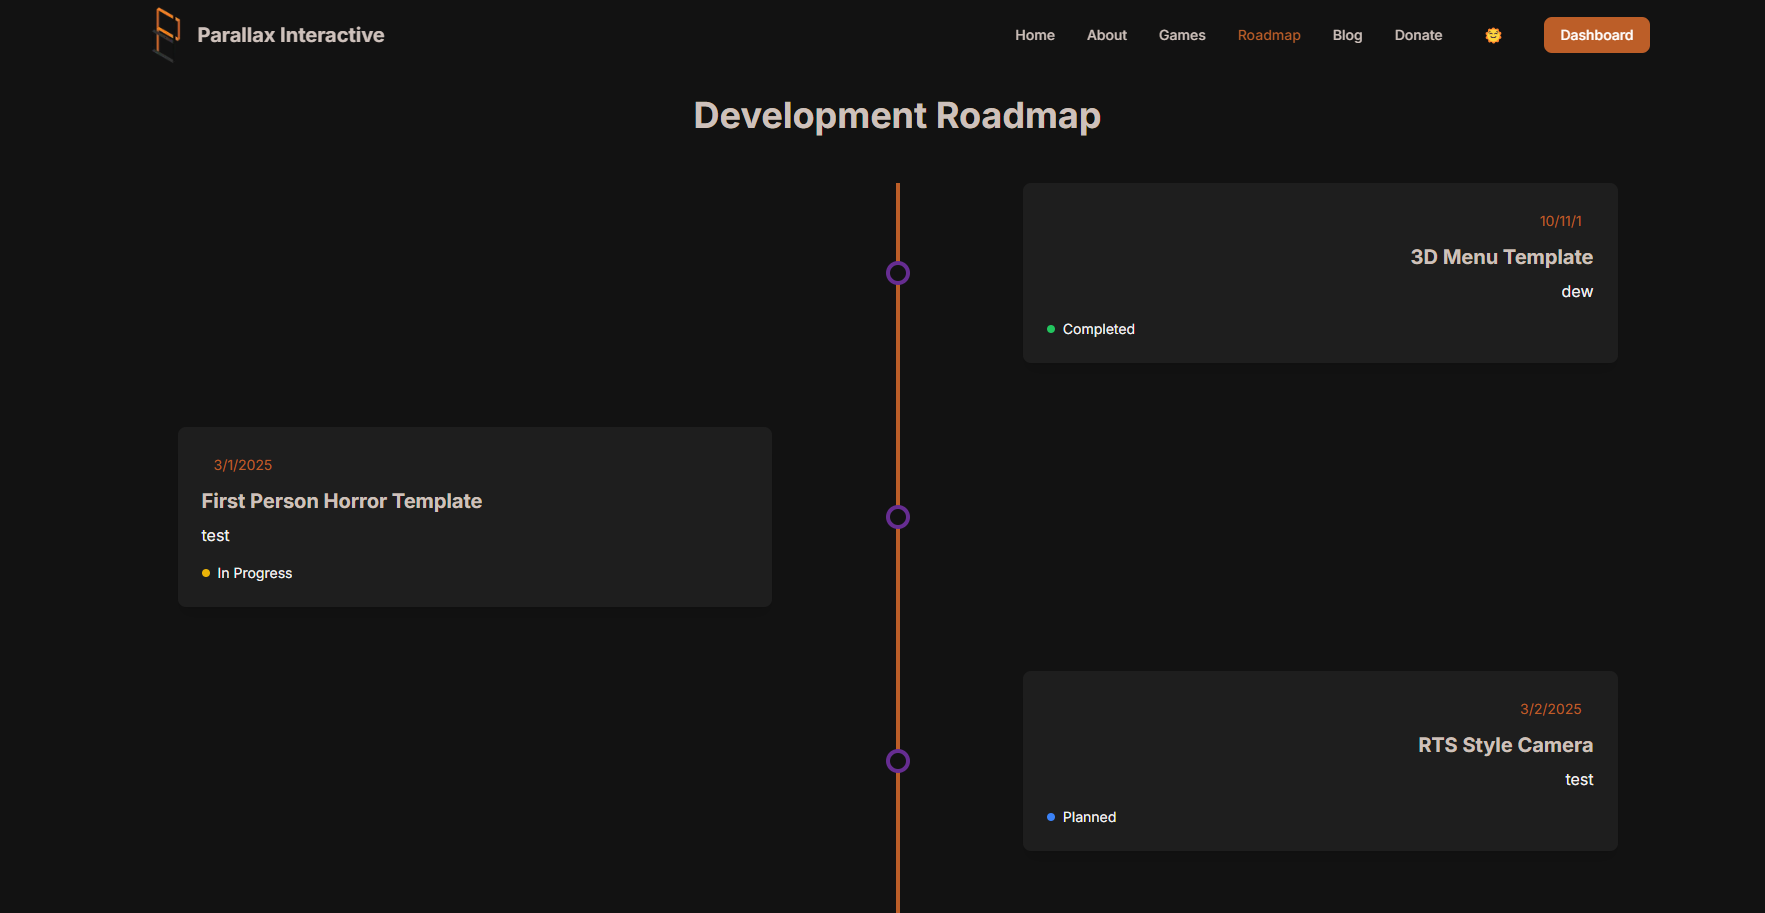 Parallax Interactive
Home About Games Roadmap Blog Donate Dashboard
Development Roadmap
10/11/1
3D Menu Template
dew
Completed
3/1/2025
First Person Horror Template
test
In Progress
3/2/2025
RTS Style Camera
test
Planned